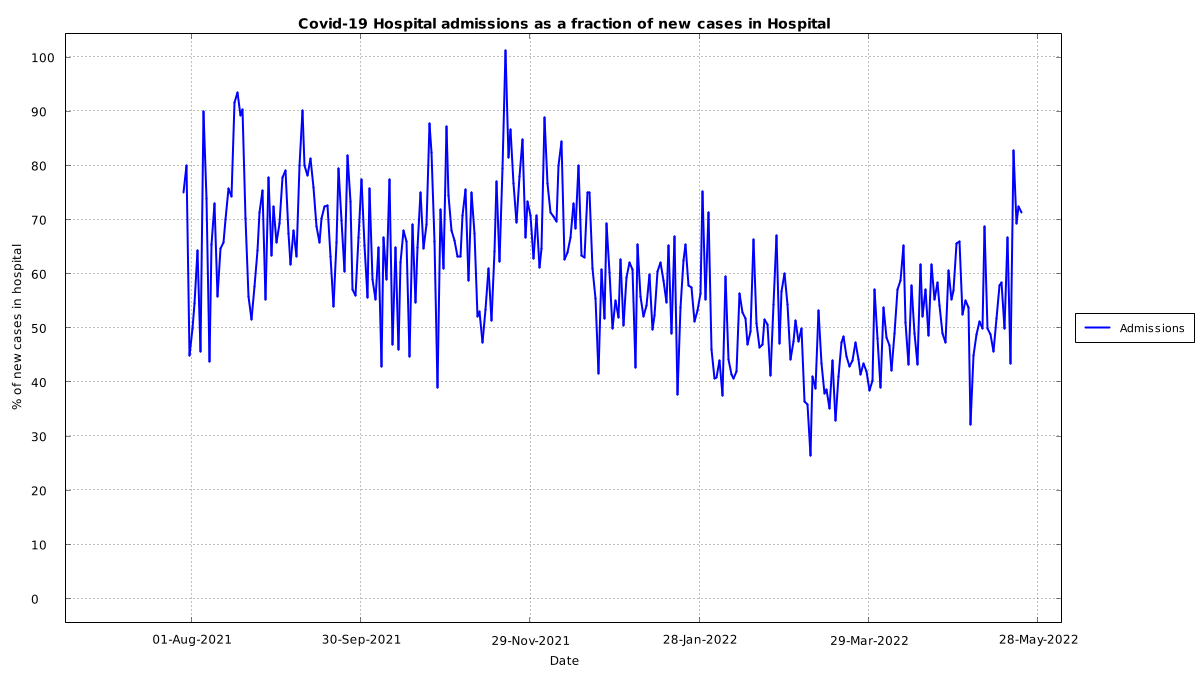 Covid-19 Hospital admissions as a fraction of new cases in Hospital
100
90
80
70
60
50
40
30
20
10
0
% of new cases in hospital
01-Aug-2021 30-Sep-2021 29-Nov-2021 28-Jan-2022 29-Mar-2022 28-May-2022
Date
Admissions